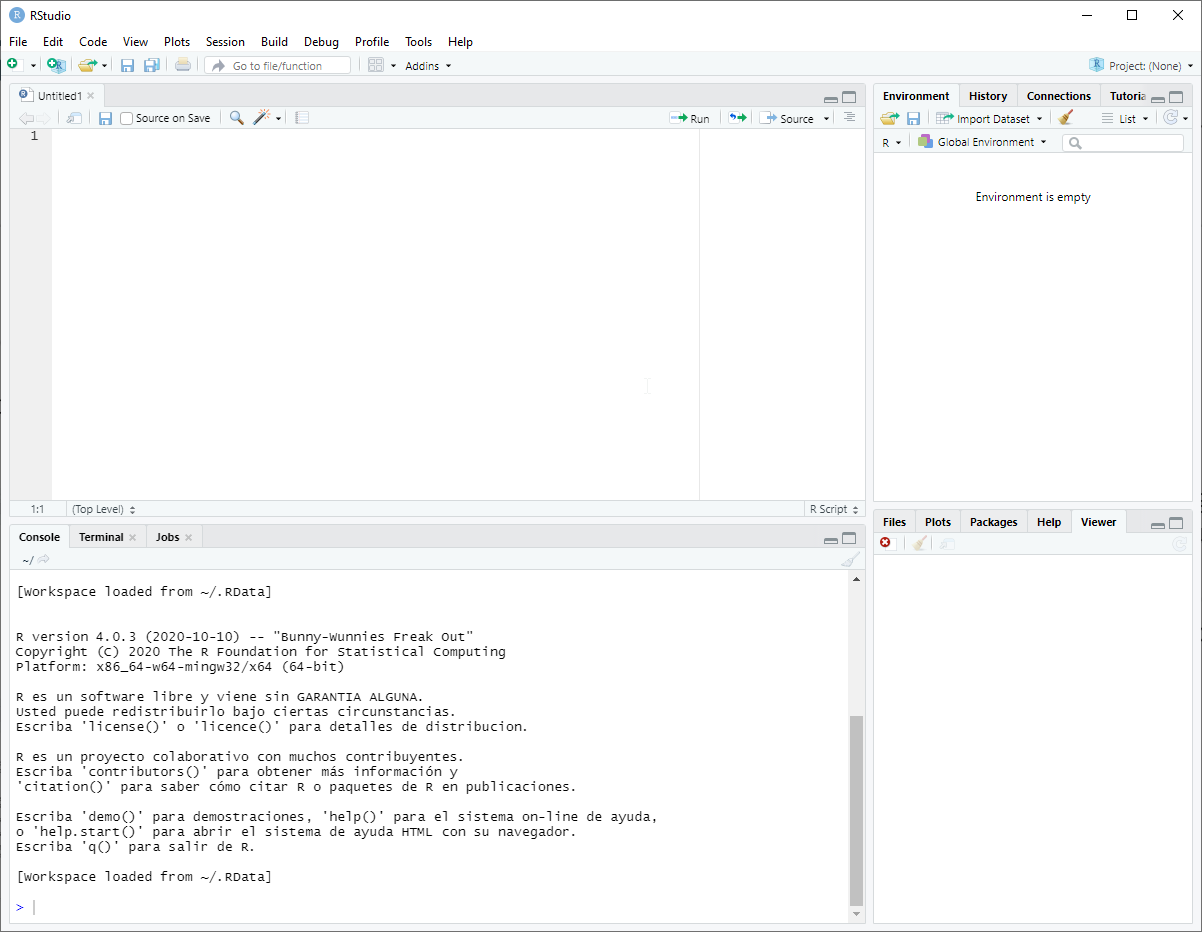 RStudio
File Edit Code View Plots Session Build Debug Profile Tools Help
Go to file/function Addins Project: (None)
Untitled1
Source on Save Run Source
1
1:1 (Top Level) R Script
Console Terminal Jobs
~/
[Workspace loaded from ~/.RData]
R version 4.0.3 (2020-10-10) -- "Bunny-Wunnies Freak Out"
Copyright (C) 2020 The R Foundation for Statistical Computing
Platform: x86_64-w64-mingw32/x64 (64-bit)
R es un software libre y viene sin GARANTIA ALGUNA.
Usted puede redistribuirlo bajo ciertas circunstancias.
Escriba 'license()' o 'licence()' para detalles de distribucion.
R es un proyecto colaborativo con muchos contribuyentes.
Escriba 'contributors()' para obtener más información y
'citation()' para saber cómo citar R o paquetes de R en publicaciones.
Escriba 'demo()' para demostraciones, 'help()' para el sistema on-line de ayuda,
o 'help.start()' para abrir el sistema de ayuda HTML con su navegador.
Escriba 'q()' para salir de R.
[Workspace loaded from ~/.RData]
>
Environment History Connections Tutoria
Import Dataset List
R Global Environment
Environment is empty
Files Plots Packages Help Viewer